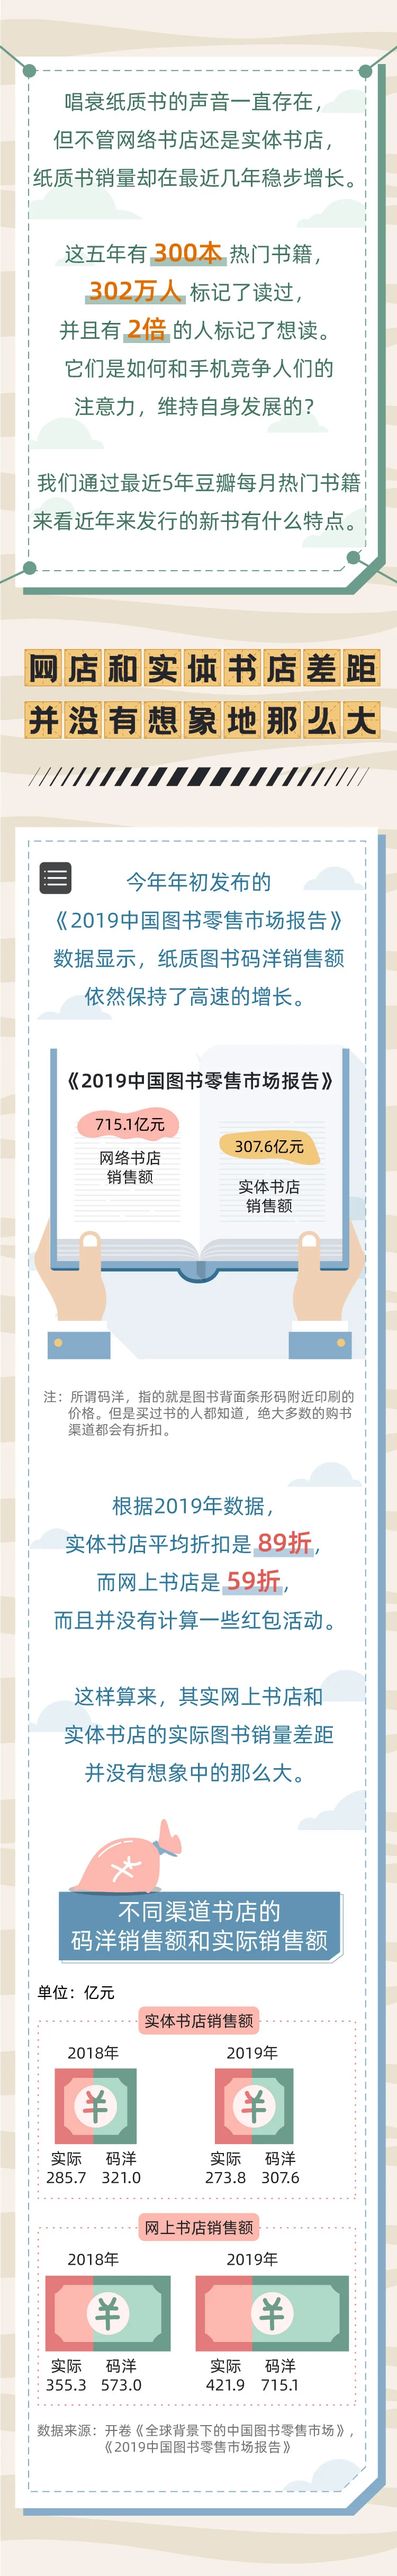 唱衰纸质书的声音一直存在，
但不管网络书店还是实体书店，
纸质书销量却在最近几年稳步增长。
这五年有 300本 热门书籍，
302万人 标记了读过，
并且有 2倍 的人标记了想读。
它们是如何和手机竞争人们的
注意力，维持自身发展的？
我们通过最近5年豆瓣每月热门书籍
来看近年来发行的新书有什么特点。
网店和实体书店差距
并没有想象地那么大
今年年初发布的
《2019中国图书零售市场报告》
数据显示，纸质图书码洋销售额
依然保持了高速的增长。
《2019中国图书零售市场报告》
715.1亿元
网络书店
销售额
307.6亿元
实体书店
销售额
注：所谓码洋，指的就是图书背面条形码附近印刷的
价格。但是买过书的人都知道，绝大多数的购书
渠道都会有折扣。
根据2019年数据，
实体书店平均折扣是 89折，
而网上书店是 59折，
而且并没有计算一些红包活动。
这样算来，其实网上书店和
实体书店的实际图书销量差距
并没有想象中的那么大。
不同渠道书店的
码洋销售额和实际销售额
单位：亿元
实体书店销售额
2018年 2019年
¥ ¥
实际 码洋 实际 码洋
285.7 321.0 273.8 307.6
网上书店销售额
2018年 2019年
¥ ¥
实际 码洋 实际 码洋
355.3 573.0 421.9 715.1
数据来源：开卷《全球背景下的中国图书零售市场》，
《2019中国图书零售市场报告》